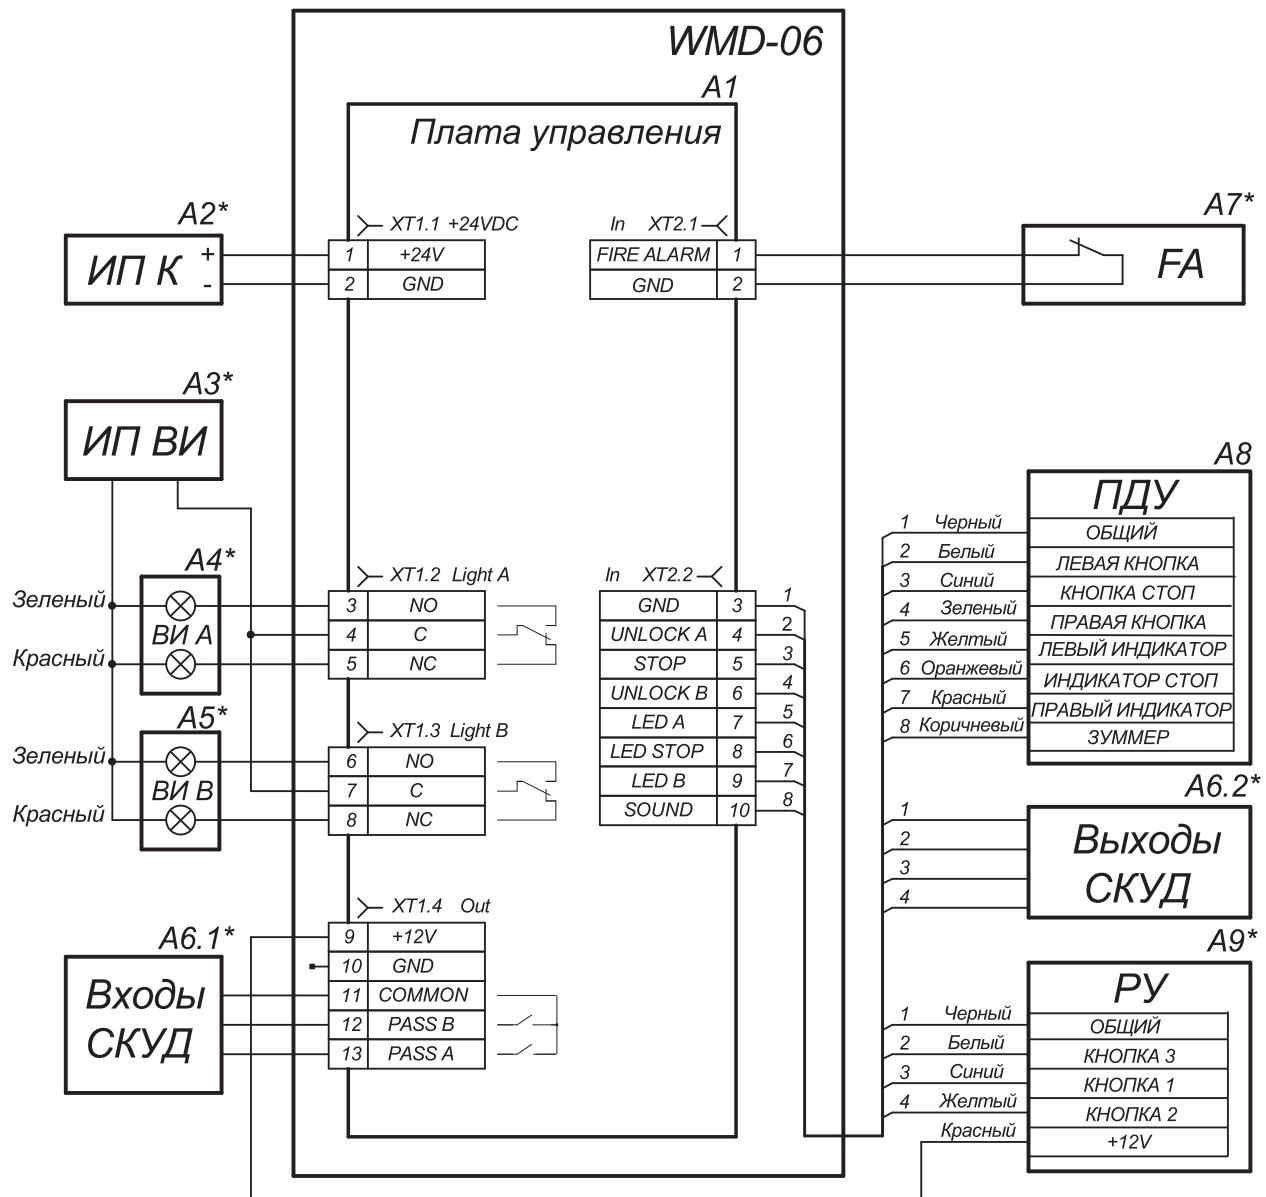 WMD-06
A1
Плата управления
A2*
ИП К
+
-
XT1.1 +24VDC
1 +24V
2 GND
In XT2.1
FIRE ALARM 1
GND 2
A7*
FA
A3*
ИП ВИ
A4*
Зеленый
ВИ A
Красный
A5*
Зеленый
ВИ B
Красный
XT1.2 Light A
3 NO
4 C
5 NC
XT1.3 Light B
6 NO
7 C
8 NC
In XT2.2
GND 3 1
UNLOCK A 4 2
STOP 5 3
UNLOCK B 6 4
LED A 7 5
LED STOP 8 6
LED B 9 7
SOUND 10 8
A8
ПДУ
1 Черный ОБЩИЙ
2 Белый ЛЕВАЯ КНОПКА
3 Синий КНОПКА СТОП
4 Зеленый ПРАВАЯ КНОПКА
5 Желтый ЛЕВЫЙ ИНДИКАТОР
6 Оранжевый ИНДИКАТОР СТОП
7 Красный ПРАВЫЙ ИНДИКАТОР
8 Коричневый ЗУММЕР
A6.2*
1
2
3
4
Выходы
СКУД
A6.1*
Входы
СКУД
XT1.4 Out
9 +12V
10 GND
11 COMMON
12 PASS B
13 PASS A
A9*
РУ
1 Черный ОБЩИЙ
2 Белый КНОПКА 3
3 Синий КНОПКА 1
4 Желтый КНОПКА 2
Красный +12V